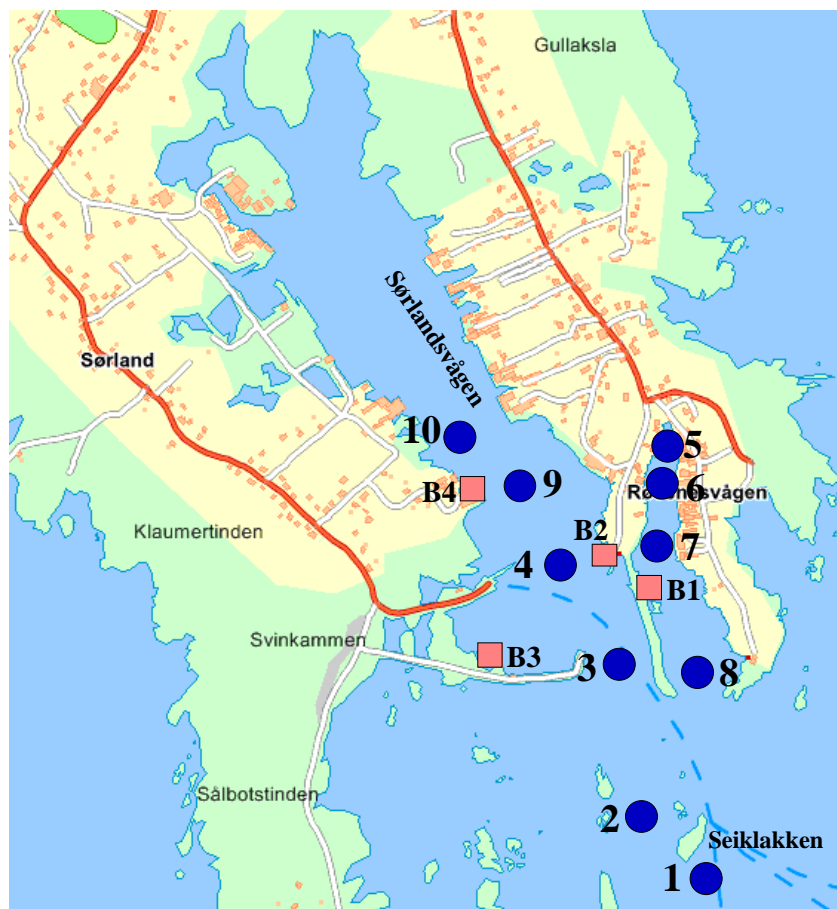 Gullaksla
Sørlandsvågen
Sørland
10
5
B4
9
6
Klaumertinden
B2
7
4
B1
Svinkammen
B3
3
8
Sålbotstinden
2
Seiklakken
1